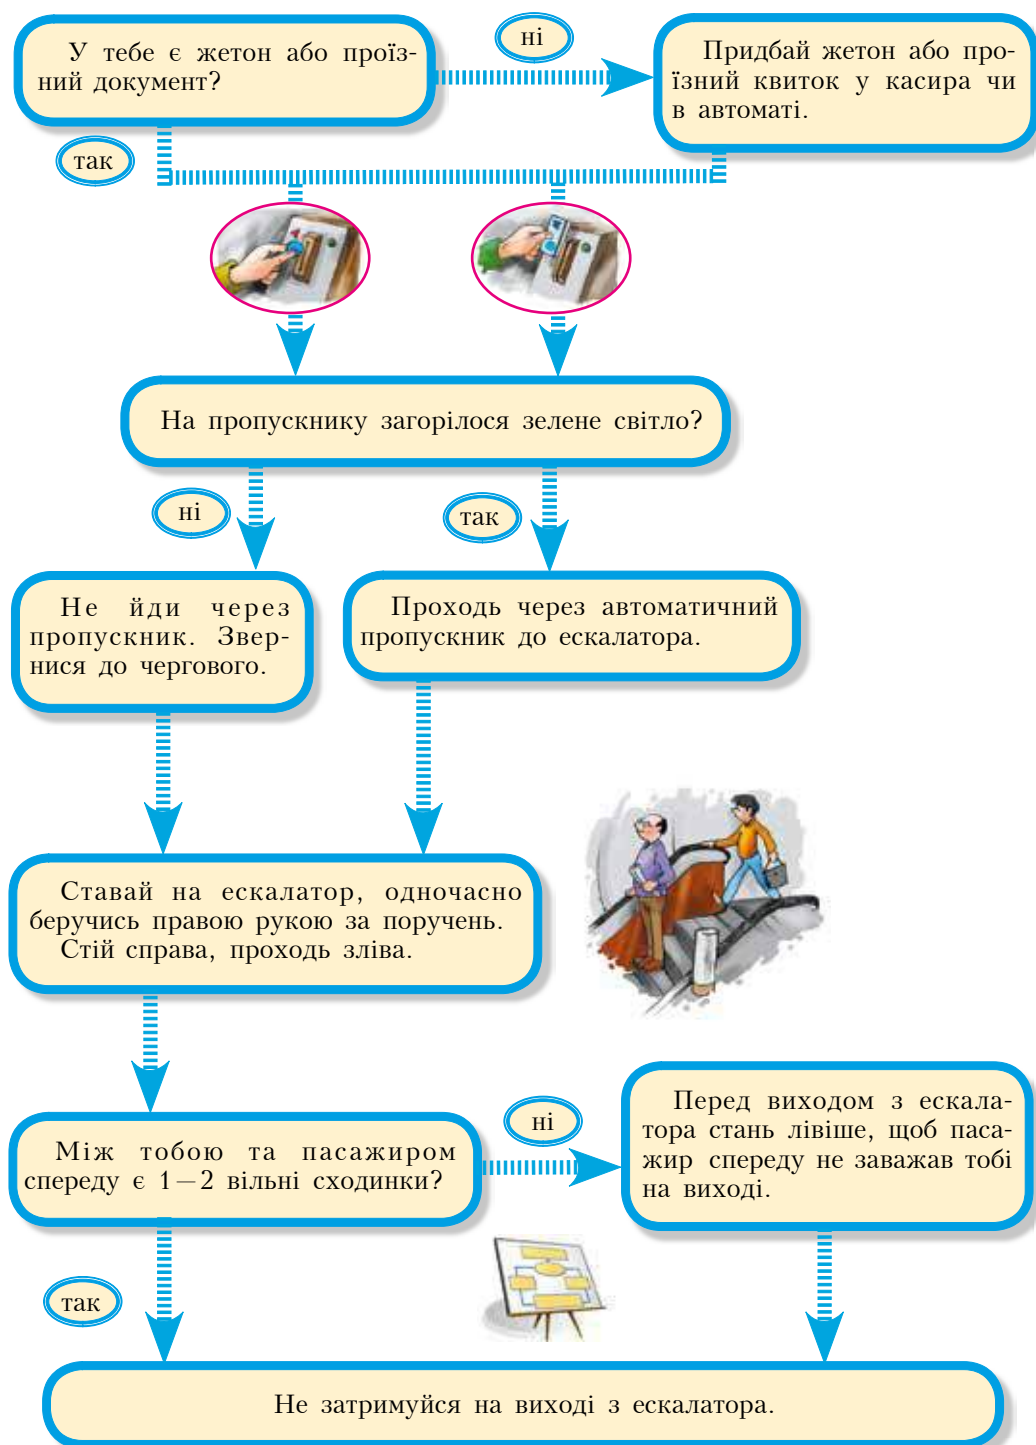 У тебе є жетон або проїз-
ний документ?
ні
Придбай жетон або про-
їзний квиток у касира чи
в автоматі.
так
На пропускнику загорілося зелене світло?
ні
так
Не йди через
пропускник. Звер-
нися до чергового.
Проходь через автоматичний
пропускник до ескалатора.
Ставай на ескалатор, одночасно
беручись правою рукою за поручень.
Стій справа, проходь зліва.
Між тобою та пасажиром
спереду є 1–2 вільні сходинки?
ні
Перед виходом з ескала-
тора стань лівіше, щоб паса-
жир спереду не заважав тобі
на виході.
так
Не затримуйся на виході з ескалатора.